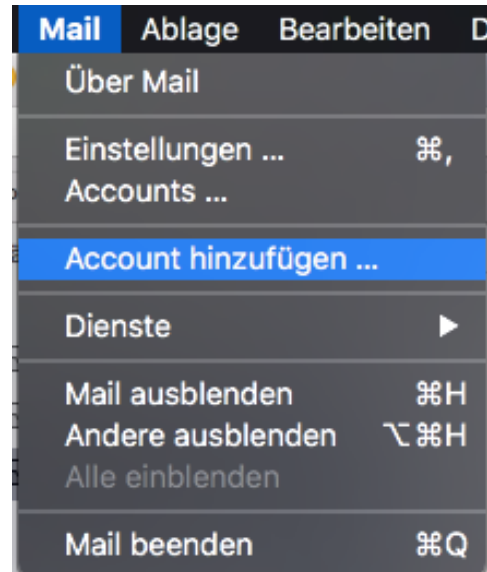 Mail Ablage Bearbeiten D
Über Mail
Einstellungen ... ⌘,
Accounts ...
Account hinzufügen ...
Dienste ▶
Mail ausblenden ⌘H
Andere ausblenden ⌥⌘H
Alle einblenden
Mail beenden ⌘Q